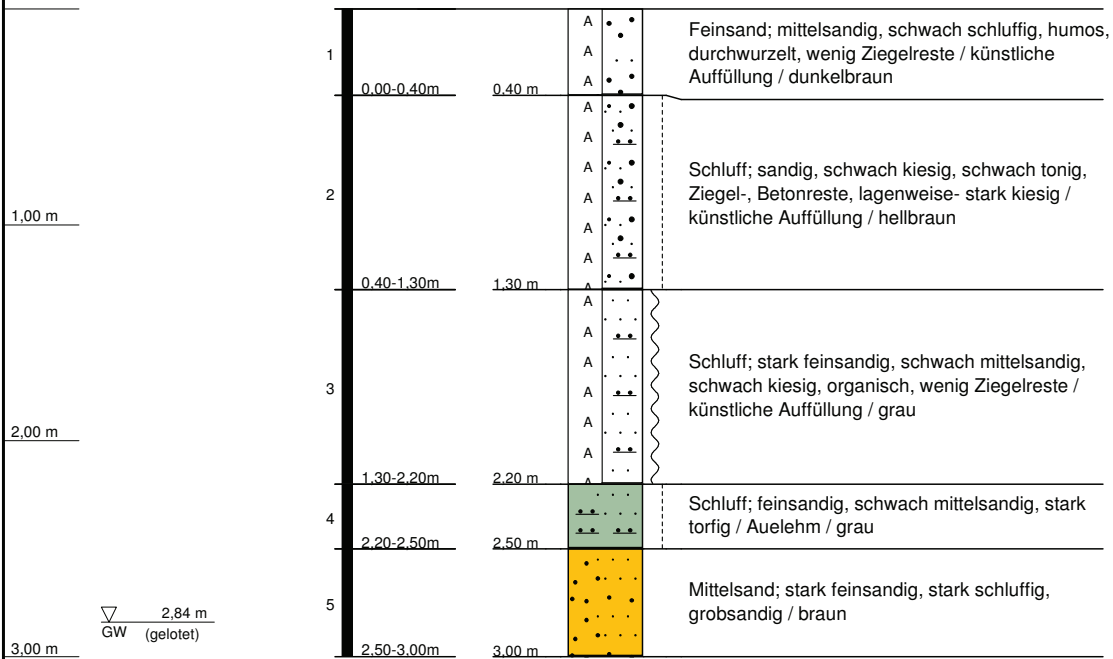 1
A
A
A
0,00-0,40m
0,40 m
Feinsand; mittelsandig, schwach schluffig, humos,
durchwurzelt, wenig Ziegelreste / künstliche
Auffüllung / dunkelbraun
1,00 m
2
A
A
A
A
A
A
A
0,40-1,30m
1,30 m
Schluff; sandig, schwach kiesig, schwach tonig,
Ziegel-, Betonreste, lagenweise- stark kiesig /
künstliche Auffüllung / hellbraun
2,00 m
3
A
A
A
A
A
A
A
1,30-2,20m
2,20 m
Schluff; stark feinsandig, schwach mittelsandig,
schwach kiesig, organisch, wenig Ziegelreste /
künstliche Auffüllung / grau
4
2,20-2,50m
2,50 m
Schluff; feinsandig, schwach mittelsandig, stark
torfig / Auelehm / grau
5
2,84 m
GW (gelotet)
3,00 m
2,50-3,00m
3,00 m
Mittelsand; stark feinsandig, stark schluffig,
grobsandig / braun